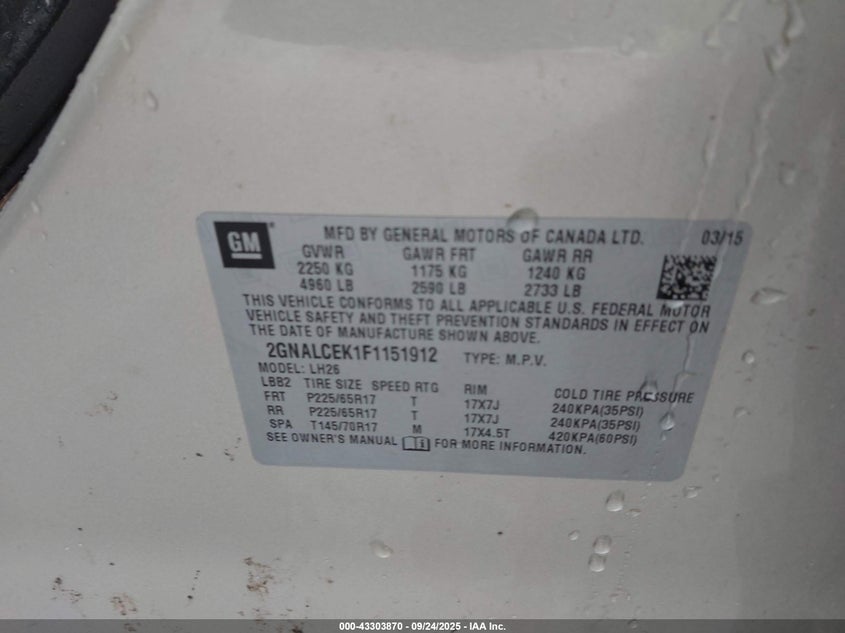 GM
MFD BY GENERAL MOTORS OF CANADA LTD. 03/15
GVWR GAWR FRT GAWR RR
2250 KG 1175 KG 1240 KG
4960 LB 2590 LB 2733 LB
THIS VEHICLE CONFORMS TO ALL APPLICABLE U.S. FEDERAL MOTOR
VEHICLE SAFETY AND THEFT PREVENTION STANDARDS IN EFFECT ON
THE DATE OF MANUFACTURE SHOWN ABOVE.
2GNALCEK1F1151912 TYPE: M.P.V.
MODEL: LH26
LBB2 TIRE SIZE SPEED RTG RIM COLD TIRE PRESSURE
FRT P225/65R17 T 17X7J 240KPA(35PSI)
RR P225/65R17 T 17X7J 240KPA(35PSI)
SPA T145/70R17 M 17X4.5T 420KPA(60PSI)
SEE OWNER'S MANUAL FOR MORE INFORMATION.
000-43303870 - 09/24/2025 - IAA Inc.